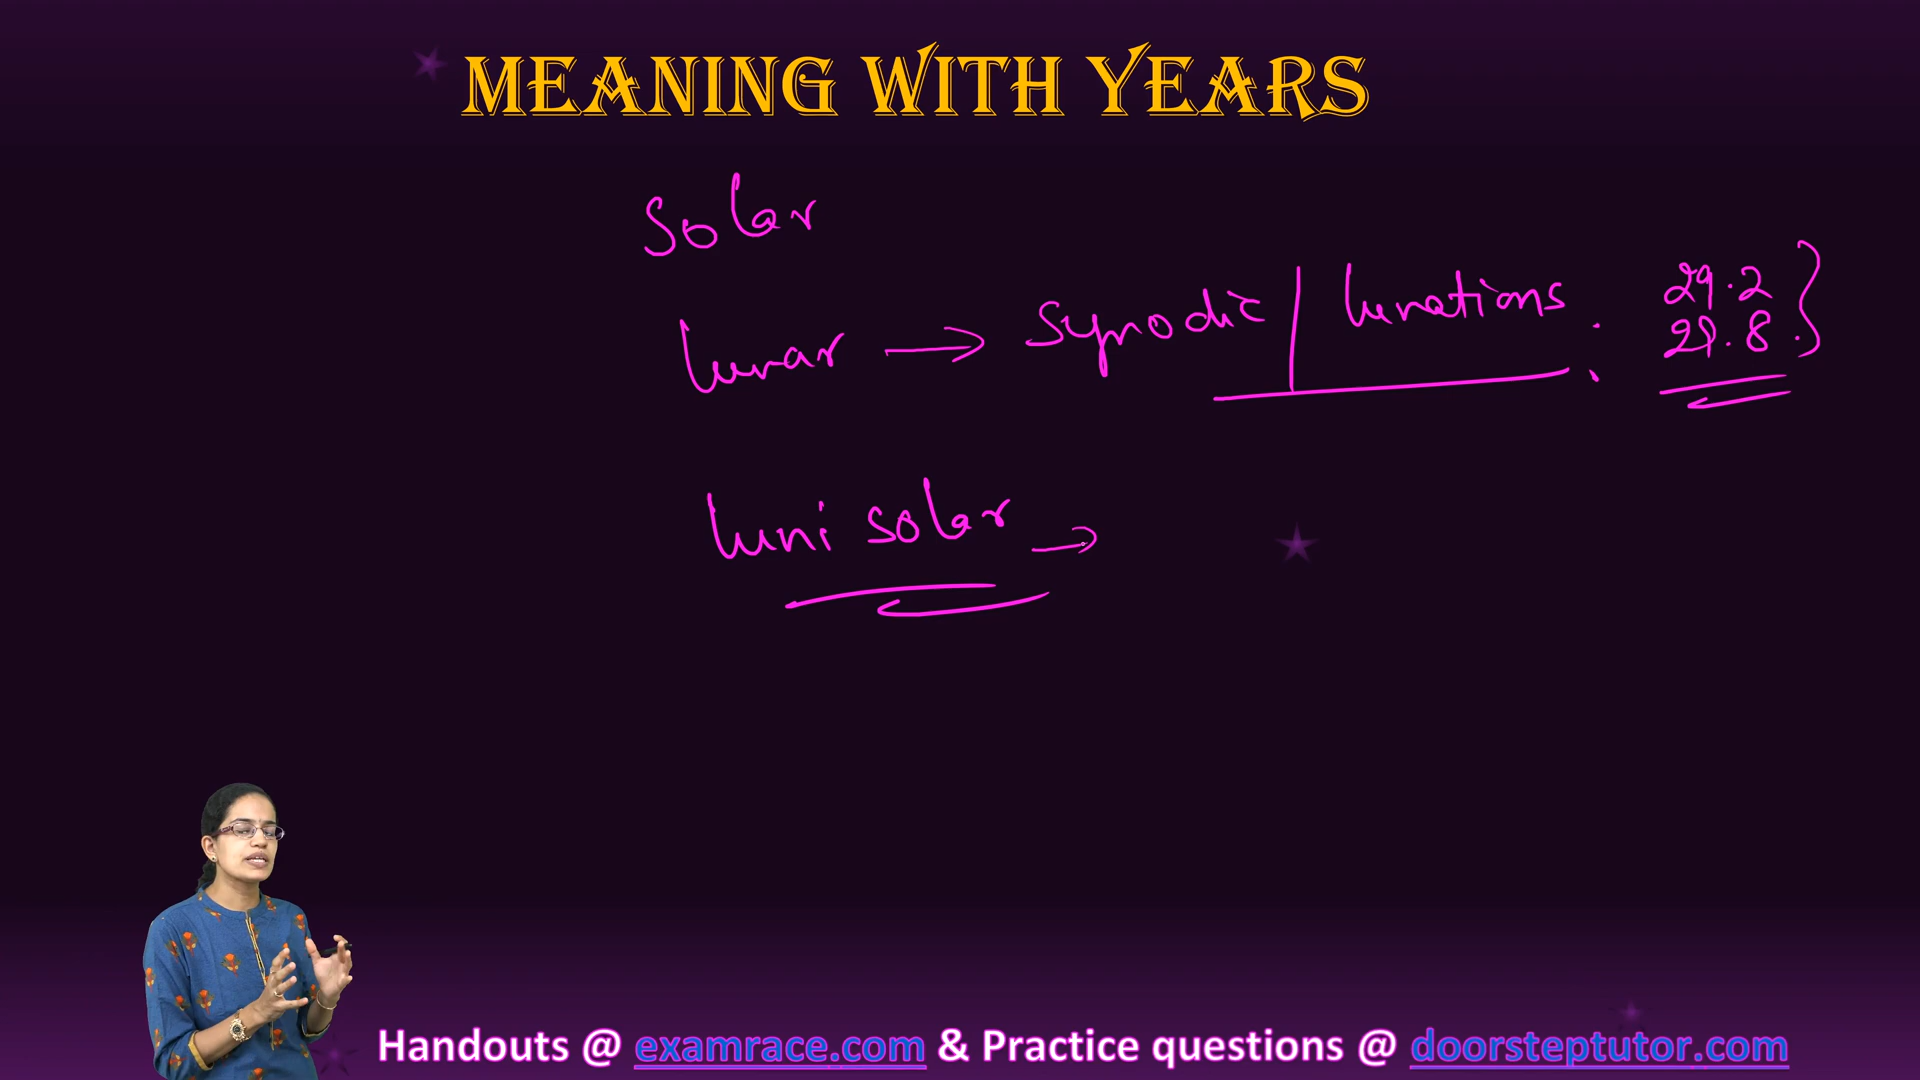 MEANING WITH YEARS
Solar
lunar → Synodic / lunations : 29.2
29.8 }
luni solar →
Handouts @ examrace.com & Practice questions @ doorsteptutor.com